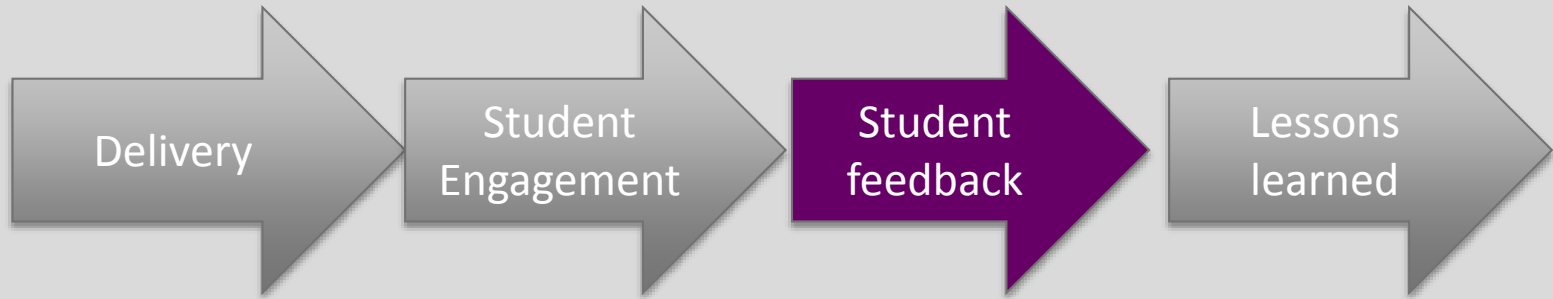 Delivery
Student
Engagement
Student
feedback
Lessons
learned